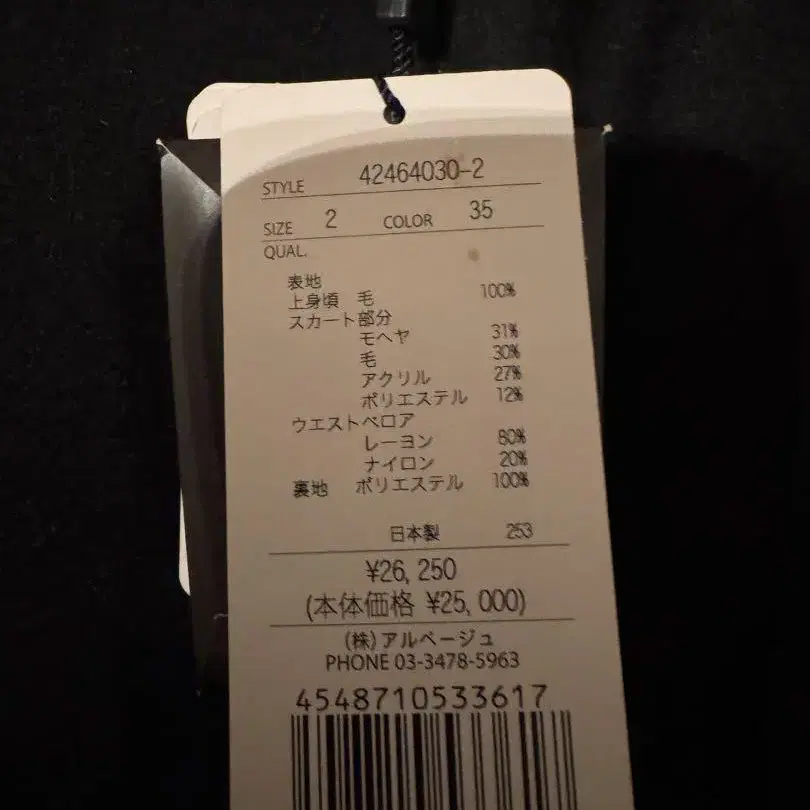 STYLE 42464030-2
SIZE 2 COLOR 35
QUAL.
表地
上身頃 毛 100%
スカート部分
モヘヤ 31%
毛 30%
アクリル 27%
ポリエステル 12%
ウエストベロア
レーヨン 80%
ナイロン 20%
裏地 ポリエステル 100%
日本製 253
¥26,250
(本体価格 ¥25,000)
(株)アルページュ
PHONE 03-3478-5963
4548710533617